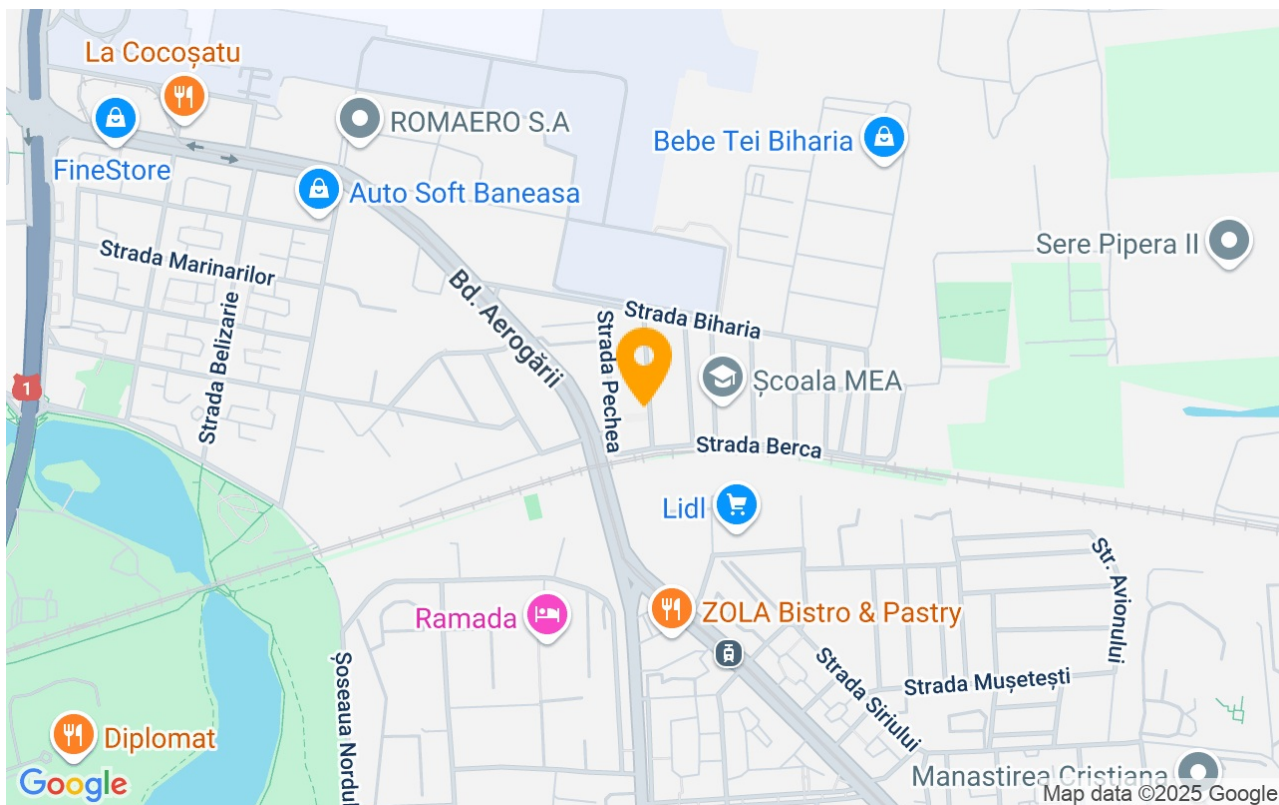 La Cocoșatu
ROMAERO S.A
Bebe Tei Biharia
FineStore
Auto Soft Baneasa
Sere Pipera II
Strada Marinarilor
Bd. Aerogării
Strada Biharia
Strada Pechea
Școala MEA
1
Strada Belizarie
Strada Berca
Lidl
Str. Avionului
Ramada
ZOLA Bistro & Pastry
Șoseaua Nordul
Strada Siriului
Strada Mușetești
Diplomat
Manastirea Cristiana
Google
Map data ©2025 Google